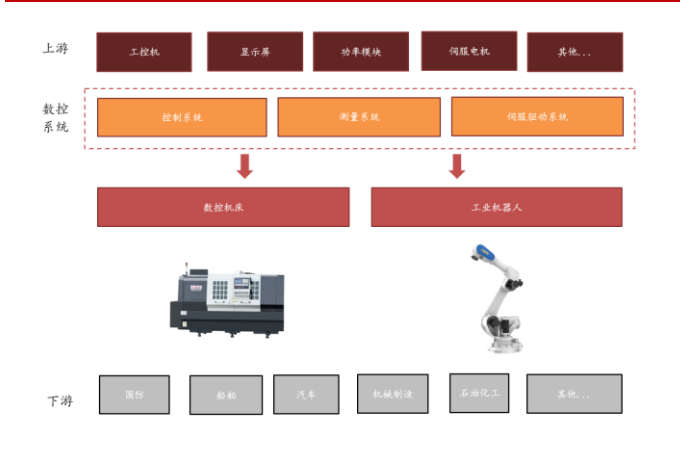 上游
工控机
显示屏
功率模块
伺服电机
其他...
数控
系统
控制系统
测量系统
伺服驱动系统
数控机床
工业机器人
下游
国防
船舶
汽车
机械制造
石油化工
其他...